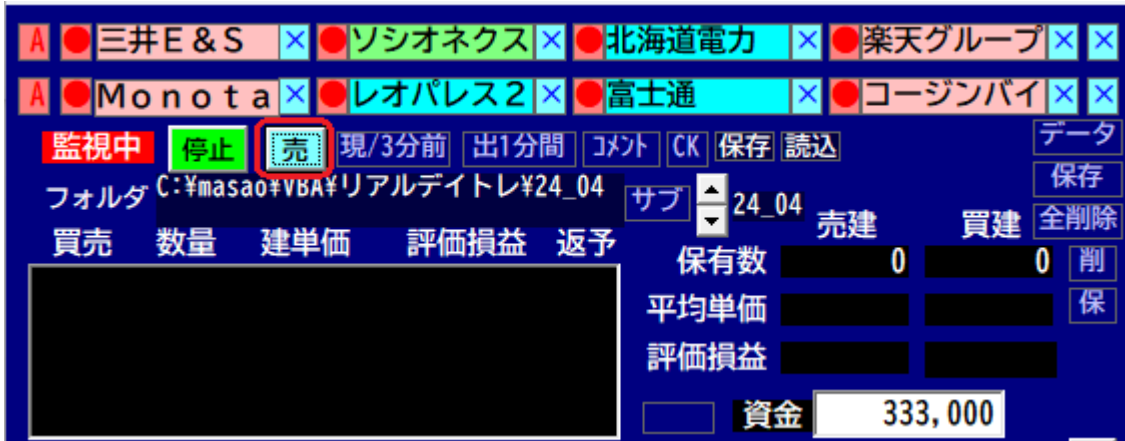 A 三井E&S × ソシオネクス × 北海道電力 × 楽天グループ × ×
A Monota × レオパレス2 × 富士通 × コージンバイ × ×
監視中 停止 売 現/3分前 出1分間 コメント CK 保存 読込 データ
フォルダ C:¥masao¥VBA¥リアルデイトレ¥24_04 サブ 24_04 保存
買売 数量 建単価 評価損益 返予 売建 買建 全削除
保有数 0 0 削
平均単価 保
評価損益
資金 333,000